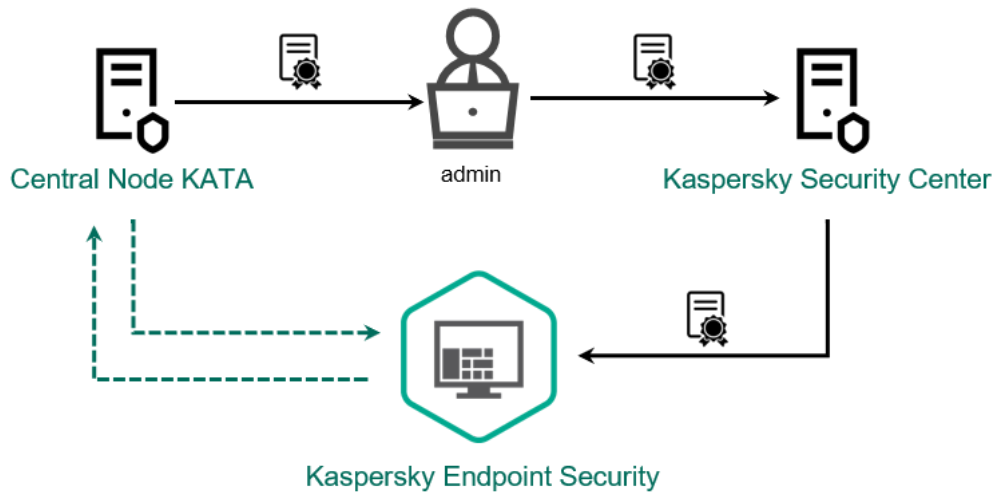 admin
Central Node KATA
Kaspersky Security Center
Kaspersky Endpoint Security